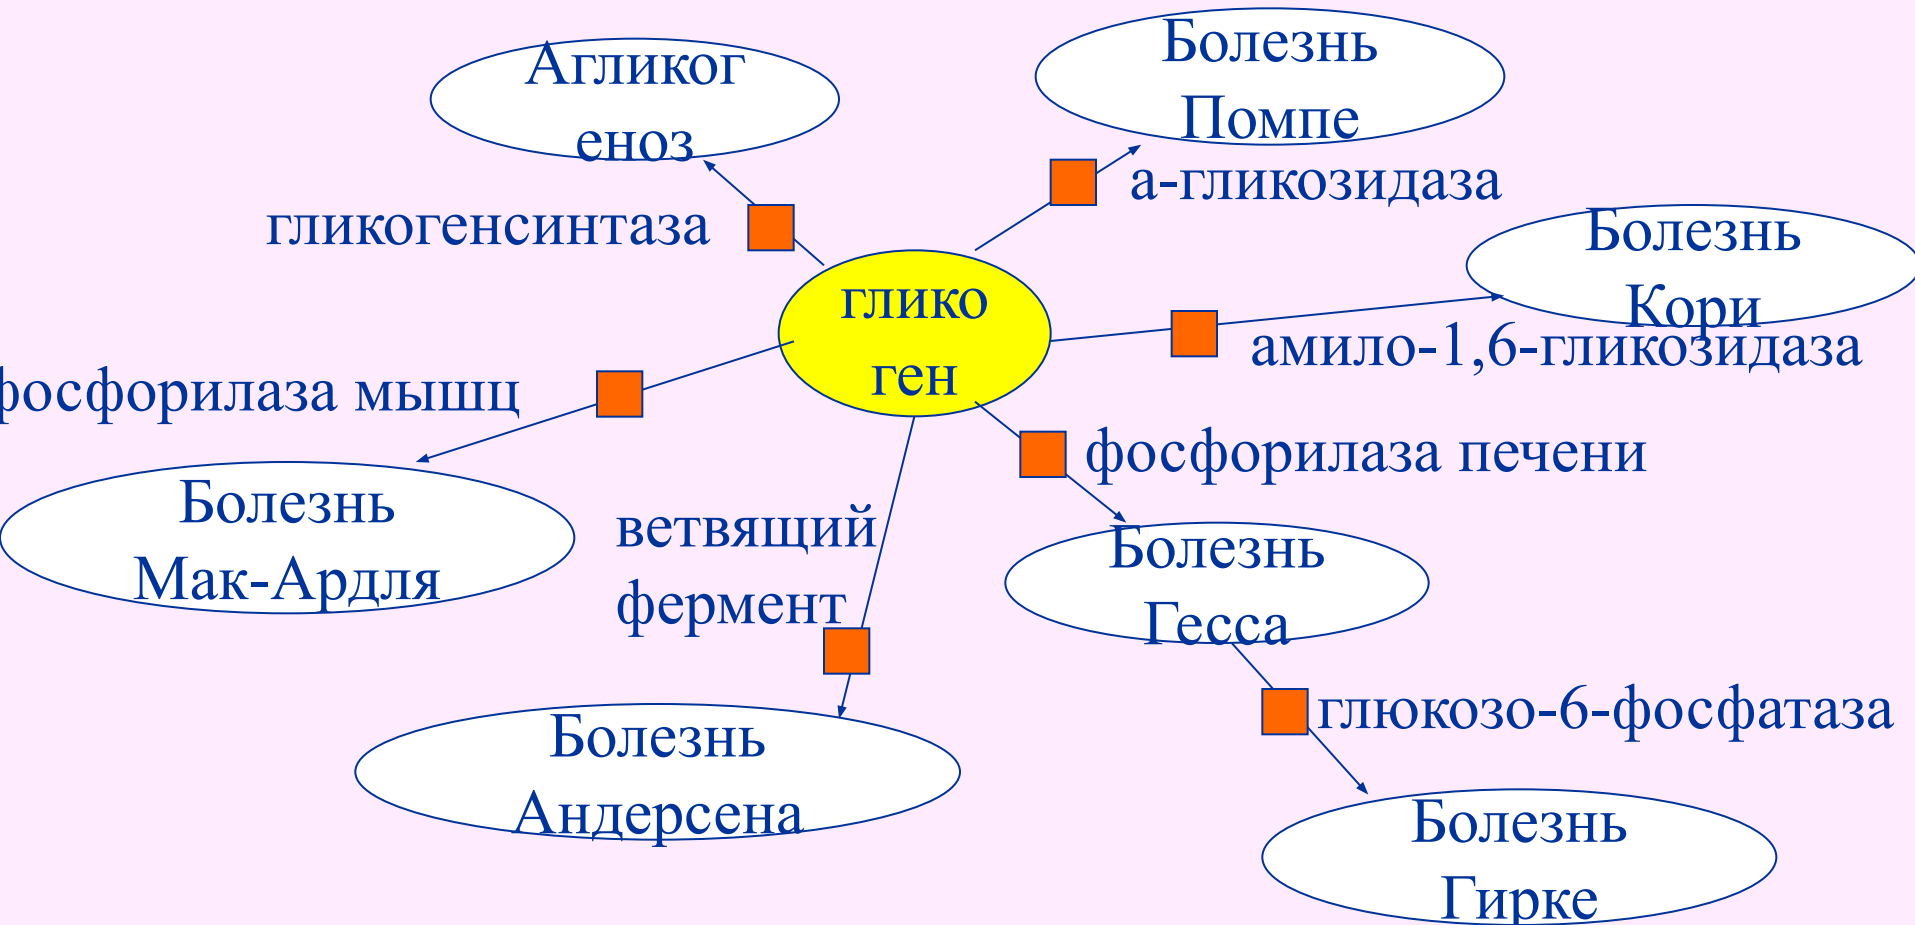 Агликог
еноз
Болезнь
Помпе
а-гликозидаза
гликогенсинтаза
Болезнь
Кори
глико
ген
амило-1,6-гликозидаза
фосфорилаза мышц
фосфорилаза печени
Болезнь
Мак-Ардля
ветвящий
фермент
Болезнь
Гесса
глюкозо-6-фосфатаза
Болезнь
Андерсена
Болезнь
Гирке